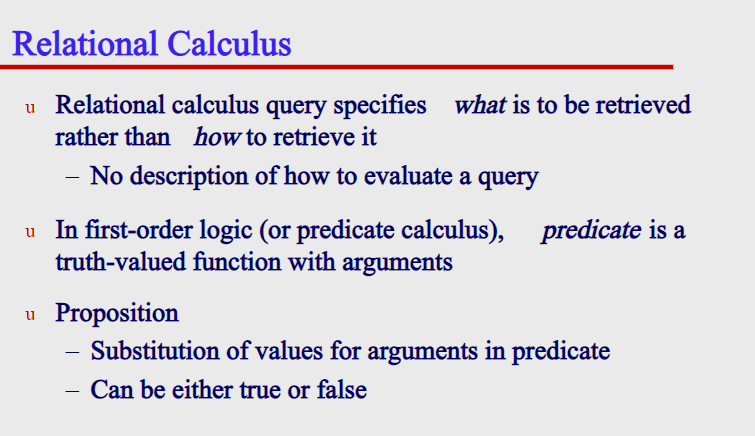 Relational Calculus
u Relational calculus query specifies what is to be retrieved
rather than how to retrieve it
– No description of how to evaluate a query
u In first-order logic (or predicate calculus), predicate is a
truth-valued function with arguments
u Proposition
– Substitution of values for arguments in predicate
– Can be either true or false